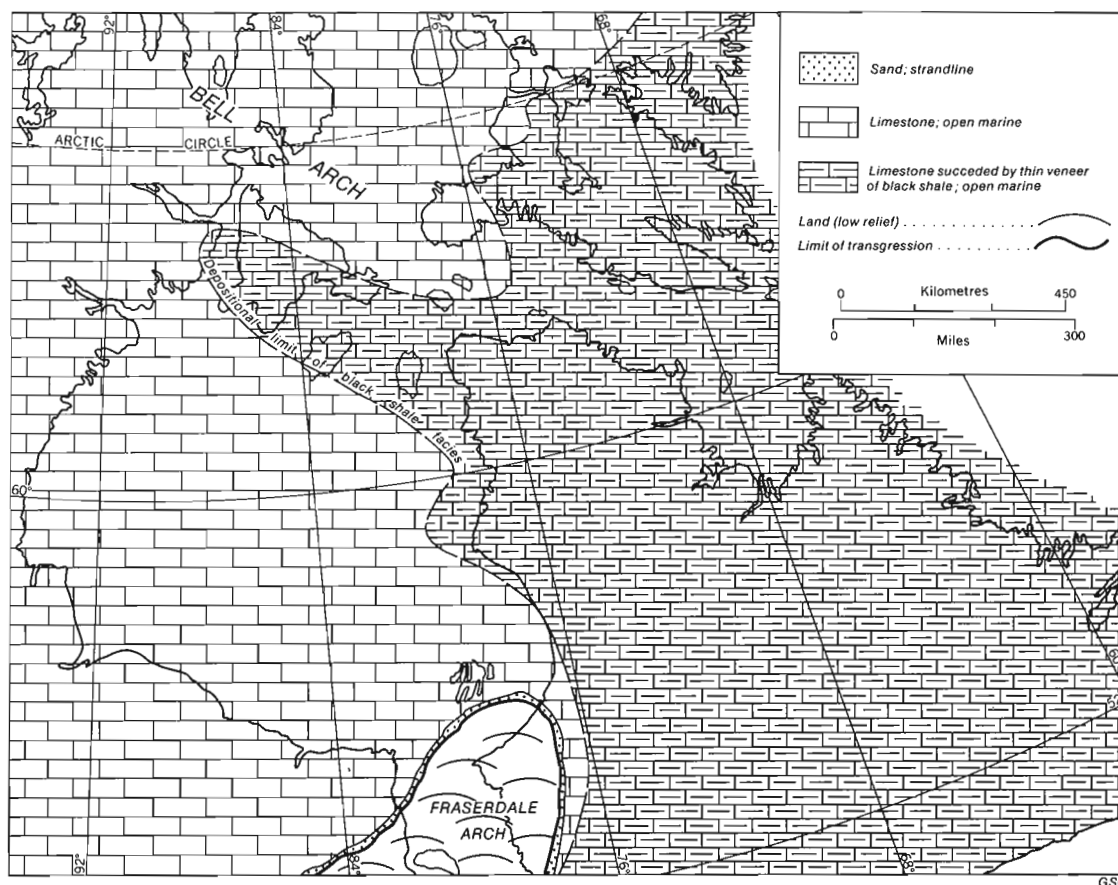 92°
84°
76°
68°
BELL
ARCH
ARCTIC CIRCLE
Depositional limit of black shale facies
60°
FRASERDALE
ARCH
92°
84°
76°
68°
Sand; strandline
Limestone; open marine
Limestone succeded by thin veneer
of black shale; open marine
Land (low relief)
Limit of transgression
0 Kilometres 450
0 Miles 300